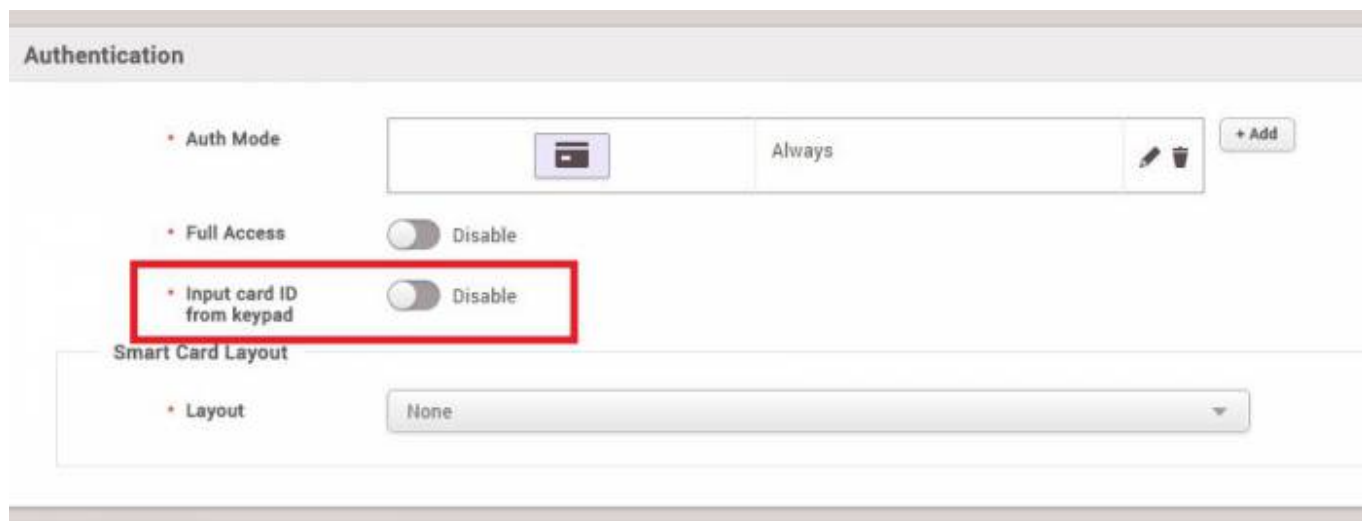 Authentication
• Auth Mode
Always
+ Add
• Full Access
Disable
• Input card ID
from keypad
Disable
Smart Card Layout
• Layout
None